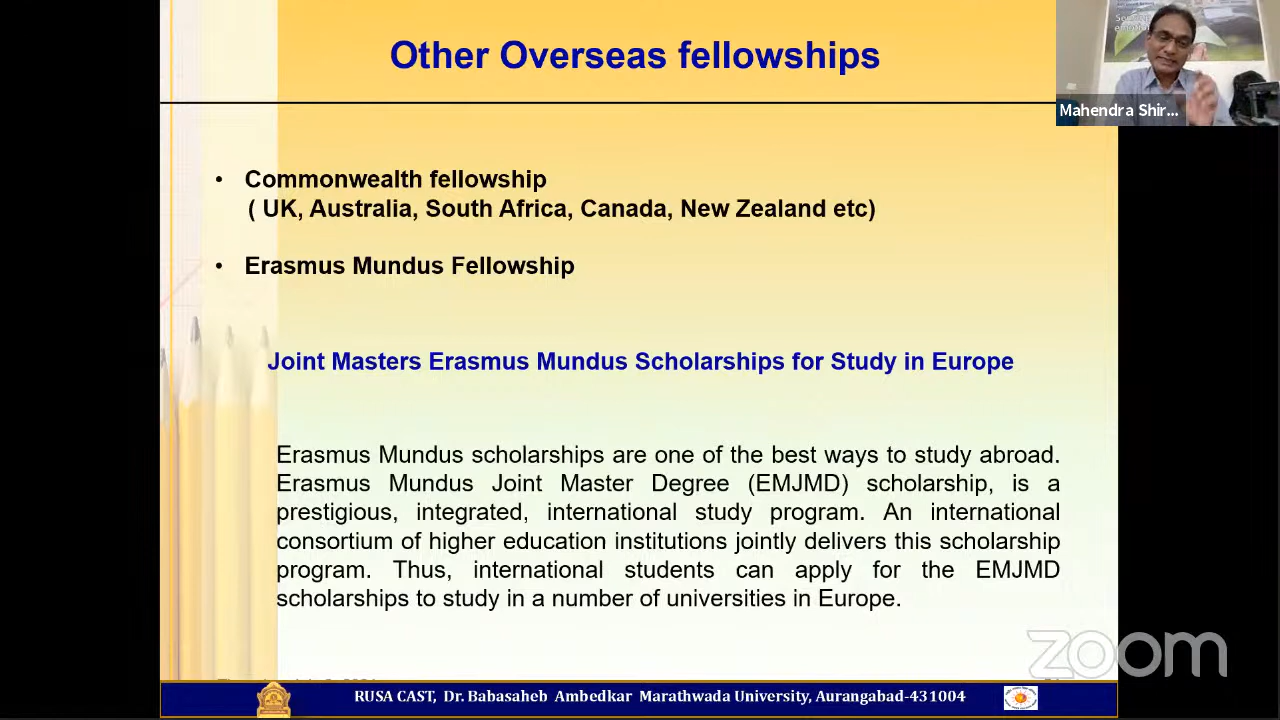 Other Overseas fellowships
Mahendra Shir...
• Commonwealth fellowship
( UK, Australia, South Africa, Canada, New Zealand etc)
• Erasmus Mundus Fellowship
Joint Masters Erasmus Mundus Scholarships for Study in Europe
Erasmus Mundus scholarships are one of the best ways to study abroad.
Erasmus Mundus Joint Master Degree (EMJMD) scholarship, is a
prestigious, integrated, international study program. An international
consortium of higher education institutions jointly delivers this scholarship
program. Thus, international students can apply for the EMJMD
scholarships to study in a number of universities in Europe.
zoom
RUSA CAST, Dr. Babasaheb Ambedkar Marathwada University, Aurangabad-431004